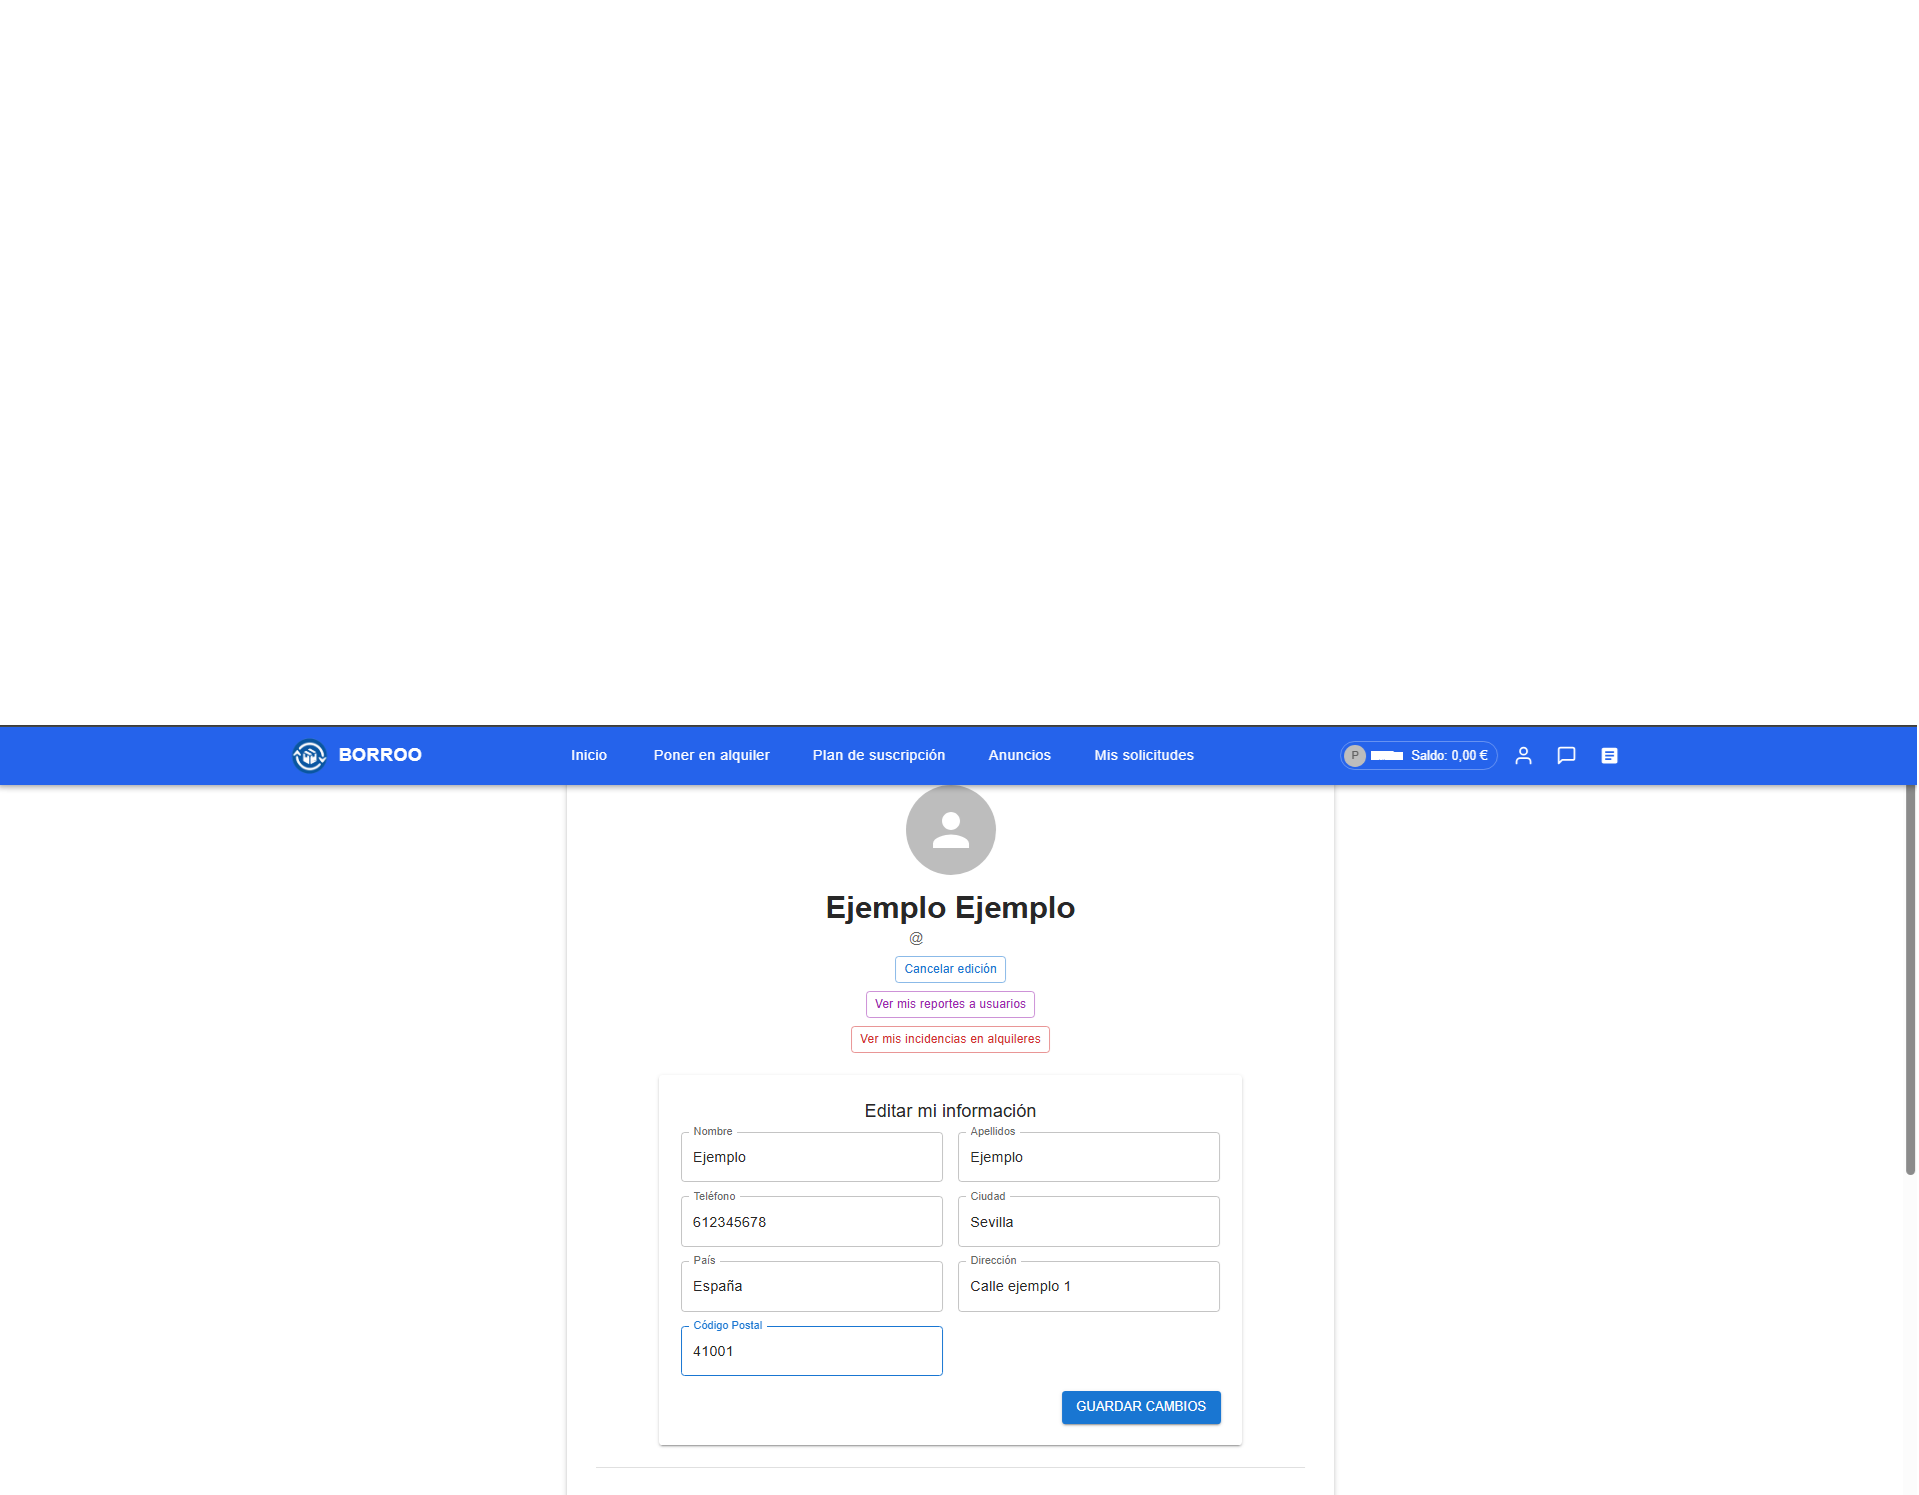 BORROO Inicio Poner en alquiler Plan de suscripción Anuncios Mis solicitudes P Saldo: 0,00 €
Ejemplo Ejemplo
@
Cancelar edición
Ver mis reportes a usuarios
Ver mis incidencias en alquileres
Editar mi información
Nombre Apellidos
Ejemplo Ejemplo
Teléfono Ciudad
612345678 Sevilla
País Dirección
España Calle ejemplo 1
Código Postal
41001
GUARDAR CAMBIOS